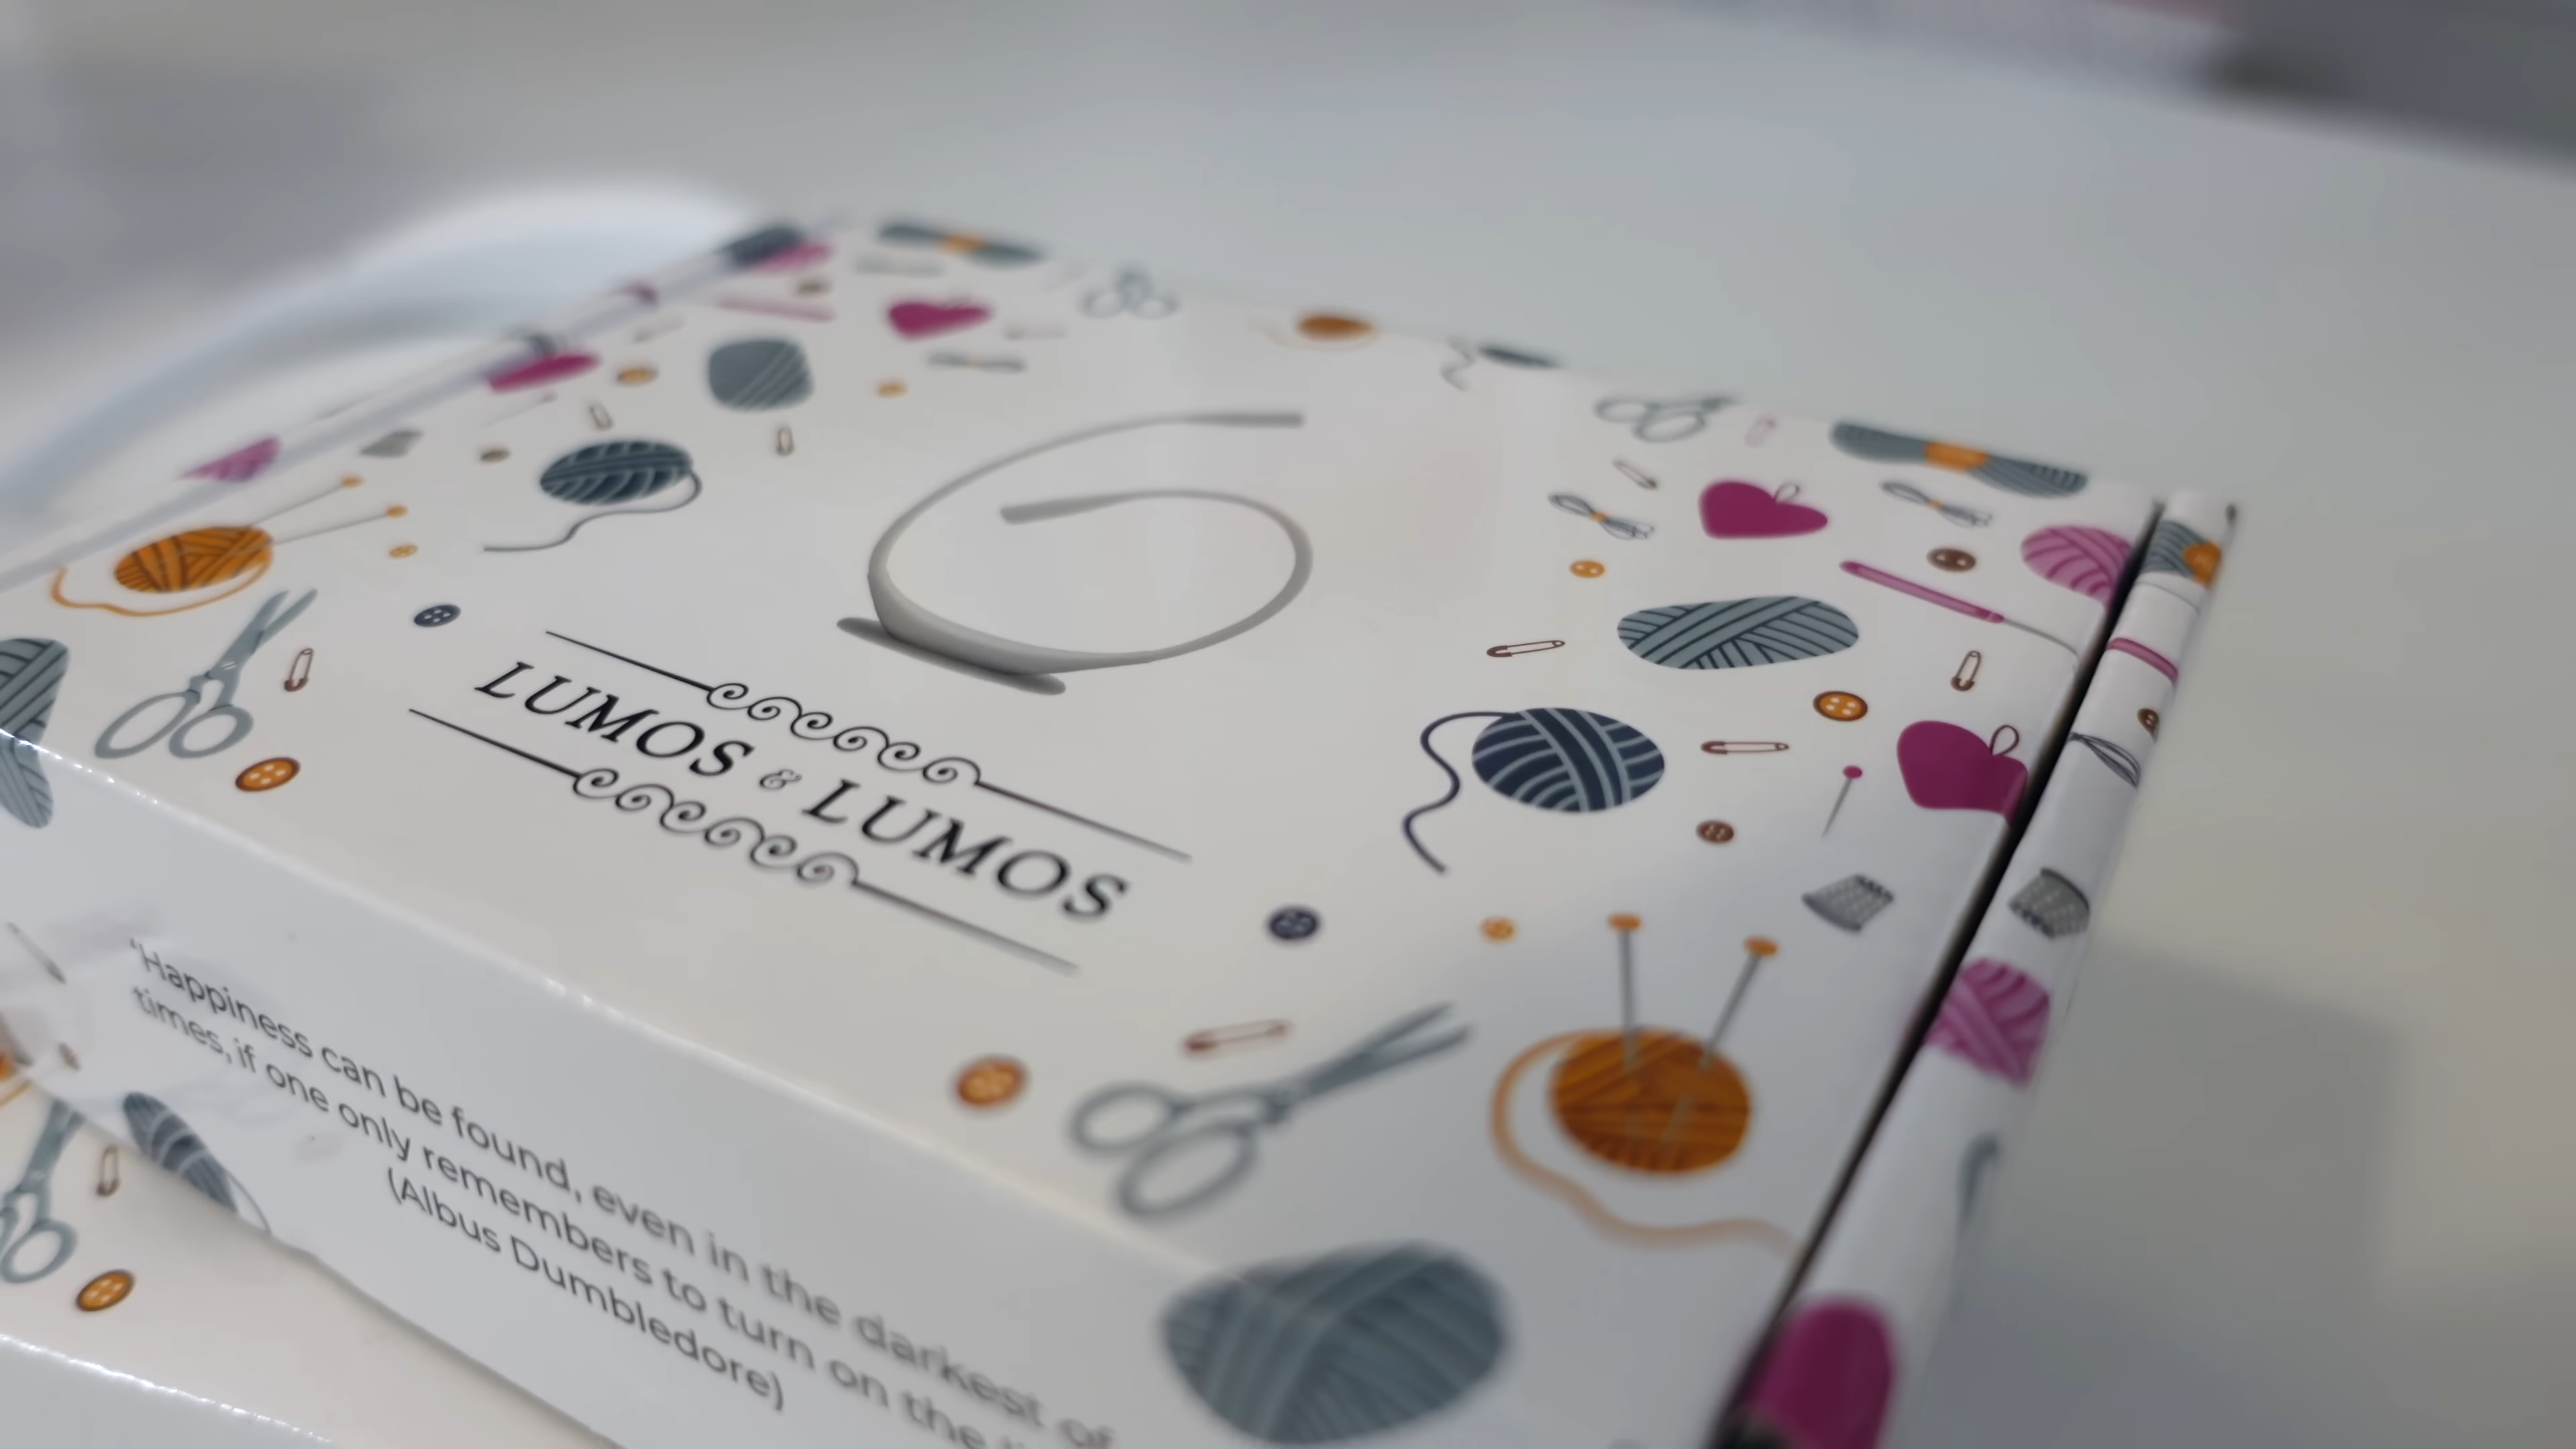 LUMOS & LUMOS
'Happiness can be found, even in the darkest of
times, if one only remembers to turn on the
(Albus Dumbledore)